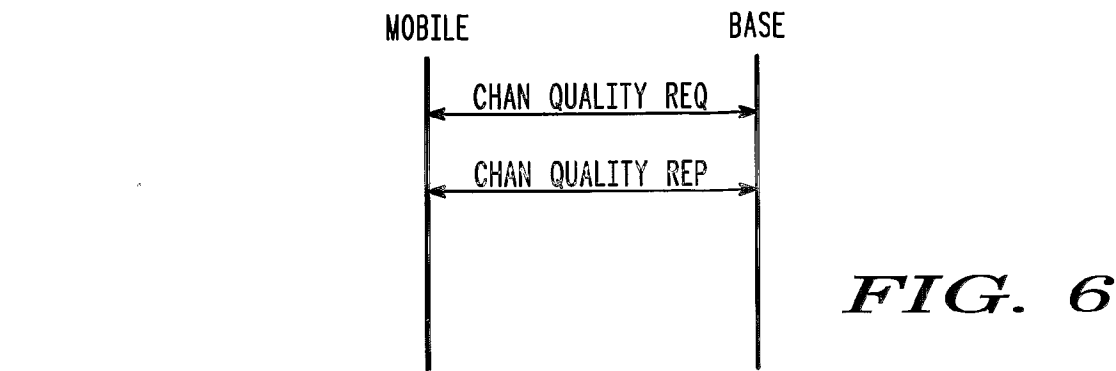 MOBILE BASE
CHAN QUALITY REQ
CHAN QUALITY REP
FIG. 6